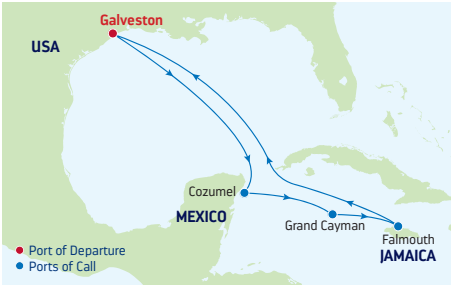 Galveston
USA
Cozumel
MEXICO
Grand Cayman
Falmouth
JAMAICA
Port of Departure
Ports of Call